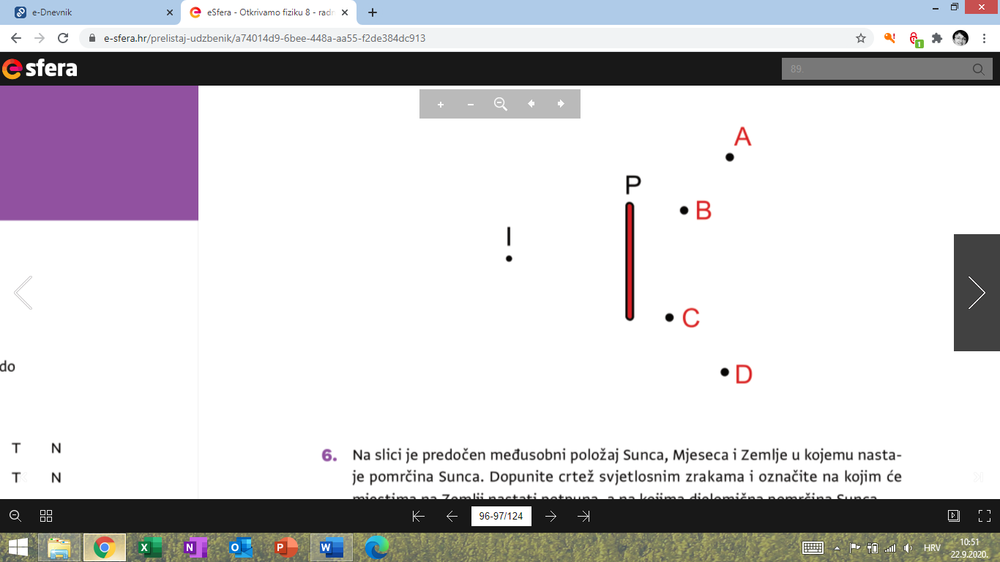 e-Dnevnik
eSfera - Otkrivamo fiziku 8 - radn
e-sfera.hr/prelistaj-udzbenik/a74014d9-6bee-448a-aa55-f2de384dc913
1
e sfera
89.
A
P
B
I
C
D
do
T N
T N
6. Na slici je predočen međusobni položaj Sunca, Mjeseca i Zemlje u kojemu nasta-
je pomrčina Sunca. Dopunite crtež svjetlosnim zrakama i označite na kojim će
mjestima na Zemlji nastati potpuna, a na kojima djelomična pomrčina Sunca.
96-97/124
HRV
10:51
22.9.2020.